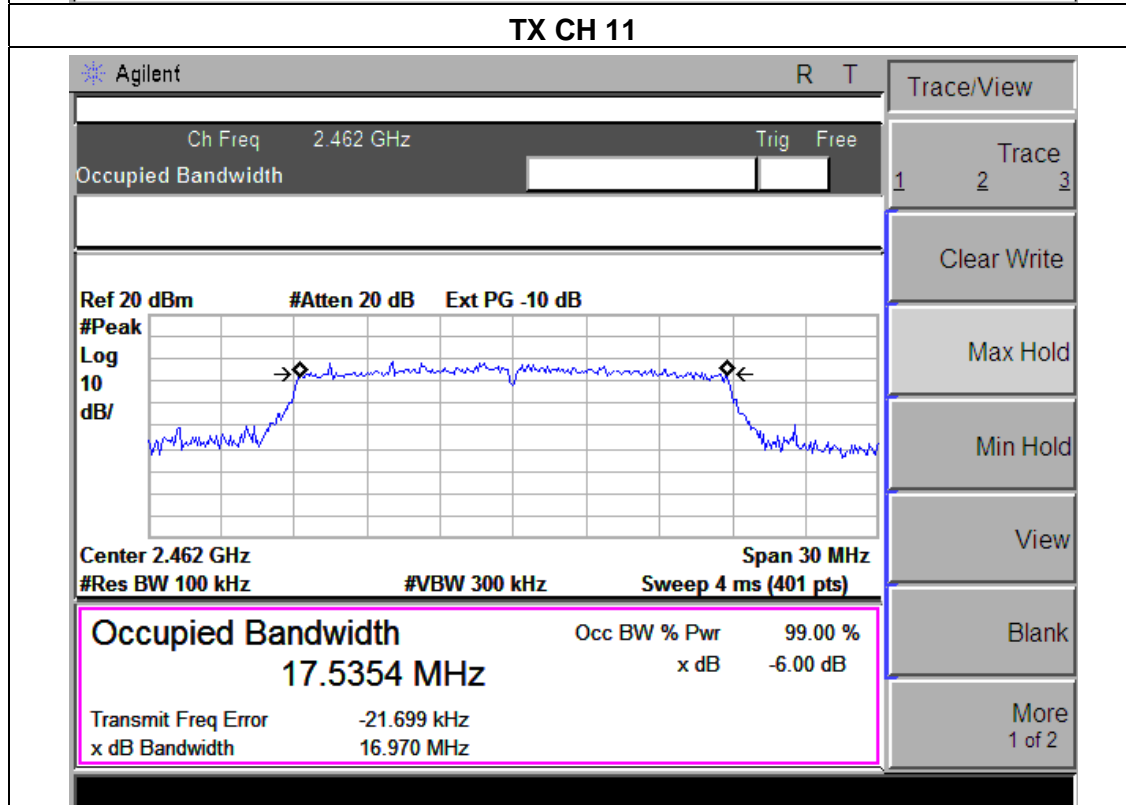 TX CH 11
Agilent R T
Trace/View
Ch Freq 2.462 GHz Trig Free
Occupied Bandwidth
Trace
1 2 3
Clear Write
Ref 20 dBm #Atten 20 dB Ext PG -10 dB
#Peak
Log
10
dB/
Max Hold
Min Hold
View
Center 2.462 GHz Span 30 MHz
#Res BW 100 kHz #VBW 300 kHz Sweep 4 ms (401 pts)
Occupied Bandwidth Occ BW % Pwr 99.00 %
17.5354 MHz x dB -6.00 dB
Blank
Transmit Freq Error -21.699 kHz
x dB Bandwidth 16.970 MHz
More
1 of 2